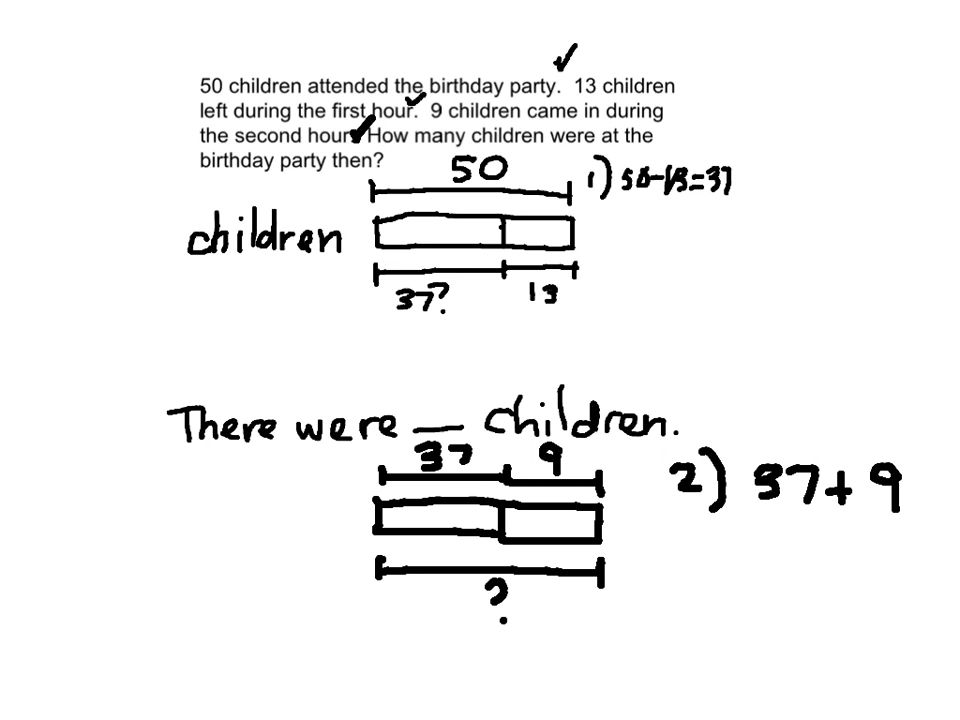 50 children attended the birthday party. 13 children
left during the first hour. 9 children came in during
the second hour. How many children were at the
birthday party then?
50
1) 50-13=37
children
37?
13
There were __ children.
37
9
2) 37+9
?